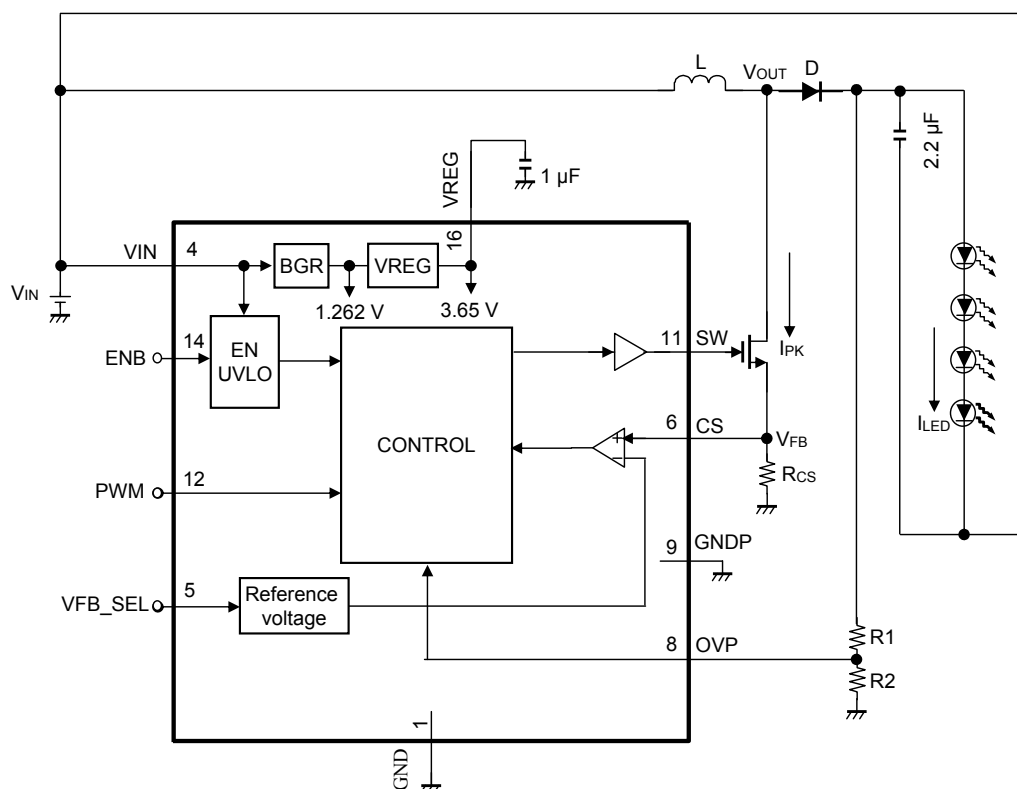 L
VOUT
D
2.2 µF
VREG
1 µF
16
VIN
4
BGR
VREG
VIN
1.262 V
3.65 V
ENB
14
EN
UVLO
11
SW
IPK
ILED
CONTROL
6
CS
VFB
RCS
PWM
12
9
GNDP
VFB_SEL
5
Reference
voltage
8
OVP
R1
R2
1
GND